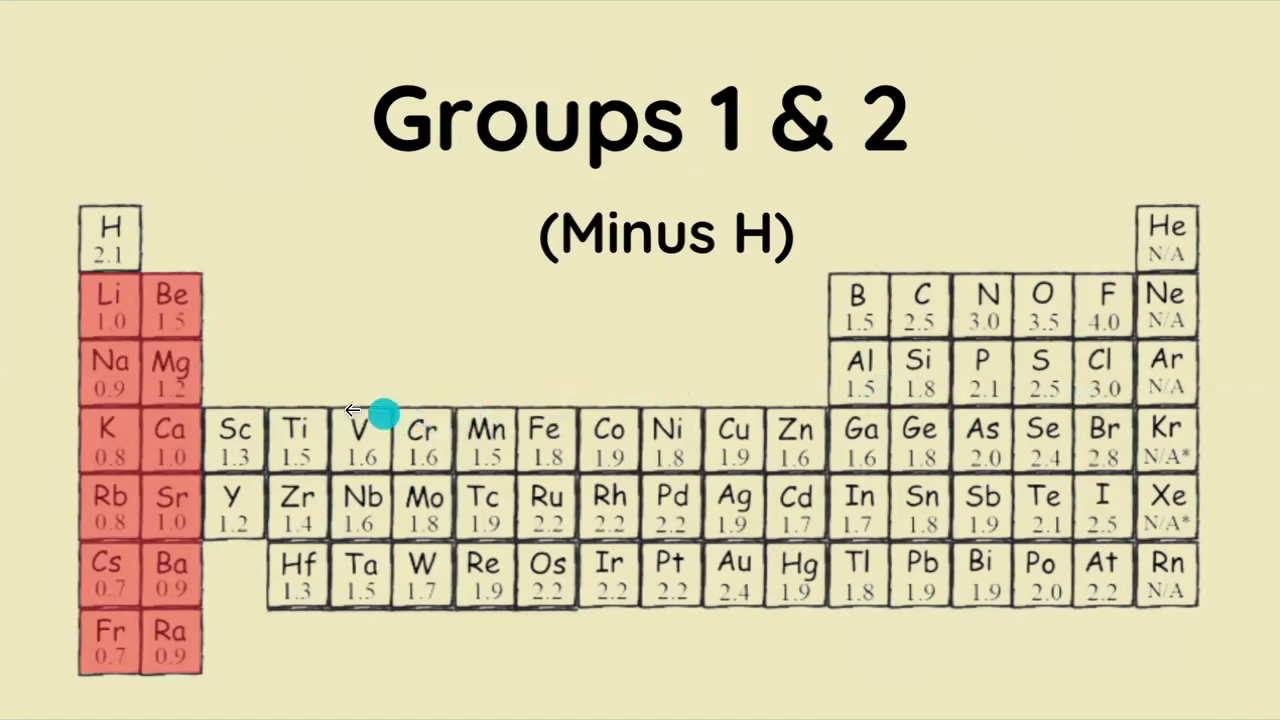 Groups 1 & 2
(Minus H)
H He
2.1 N/A
Li Be B C N O F Ne
1.0 1.5 1.5 2.5 3.0 3.5 4.0 N/A
Na Mg Al Si P S Cl Ar
0.9 1.2 1.5 1.8 2.1 2.5 3.0 N/A
K Ca Sc Ti V Cr Mn Fe Co Ni Cu Zn Ga Ge As Se Br Kr
0.8 1.0 1.3 1.5 1.6 1.6 1.5 1.8 1.9 1.8 1.9 1.6 1.6 1.8 2.0 2.4 2.8 N/A*
Rb Sr Y Zr Nb Mo Tc Ru Rh Pd Ag Cd In Sn Sb Te I Xe
0.8 1.0 1.2 1.4 1.6 1.8 1.9 2.2 2.2 2.2 1.9 1.7 1.7 1.8 1.9 2.1 2.5 N/A*
Cs Ba Hf Ta W Re Os Ir Pt Au Hg Tl Pb Bi Po At Rn
0.7 0.9 1.3 1.5 1.7 1.9 2.2 2.2 2.2 2.4 1.9 1.8 1.9 1.9 2.0 2.2 N/A
Fr Ra
0.7 0.9